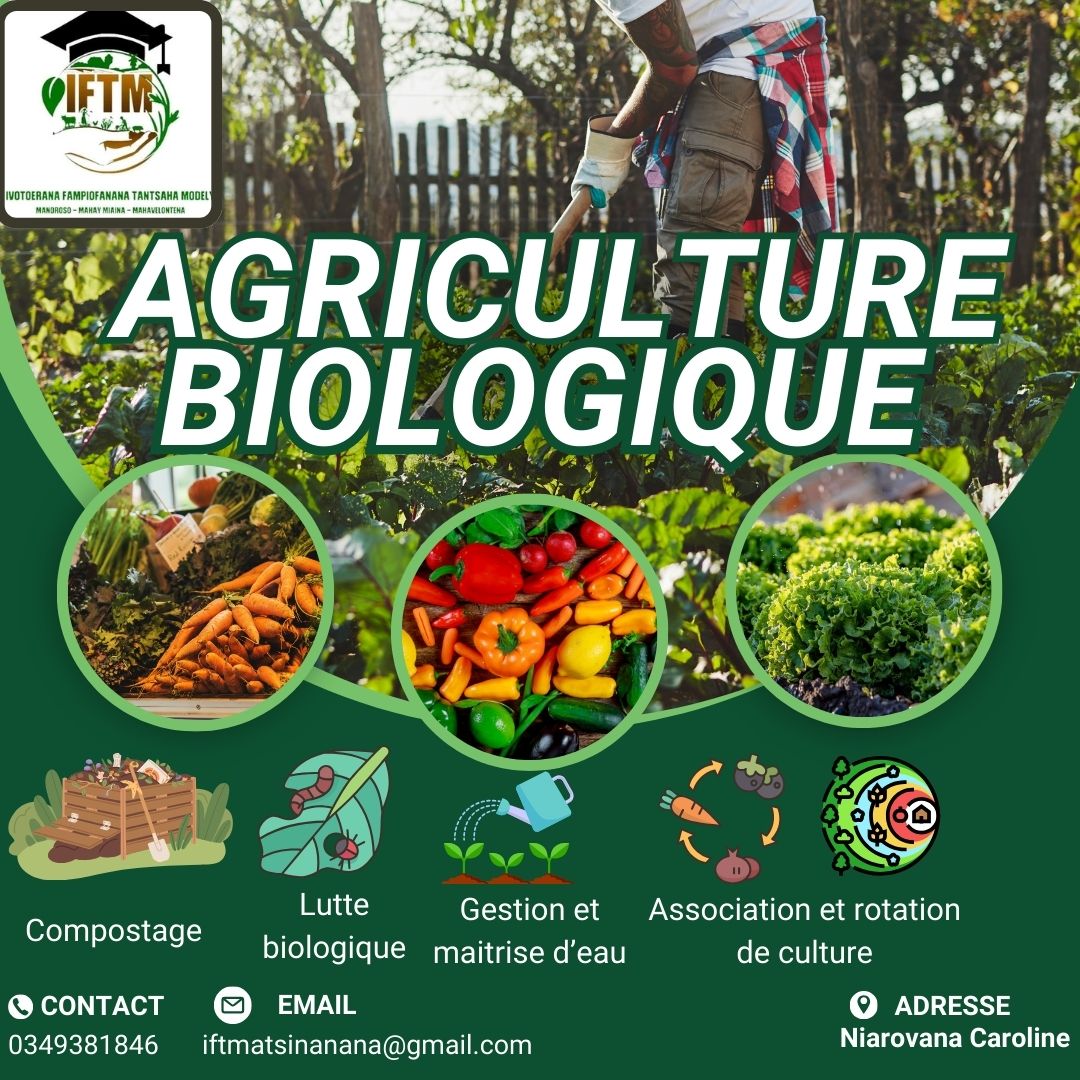 IFTM
IVOTOERANA FAMPIOFANANA TANTSAHA MODELY
MANDROSO – MAHAY MIAINA – MAHAVELONTENA
AGRICULTURE
BIOLOGIQUE
Compostage
Lutte
biologique
Gestion et
maitrise d’eau
Association et rotation
de culture
CONTACT
0349381846
EMAIL
iftmatsinanana@gmail.com
ADRESSE
Niarovana Caroline